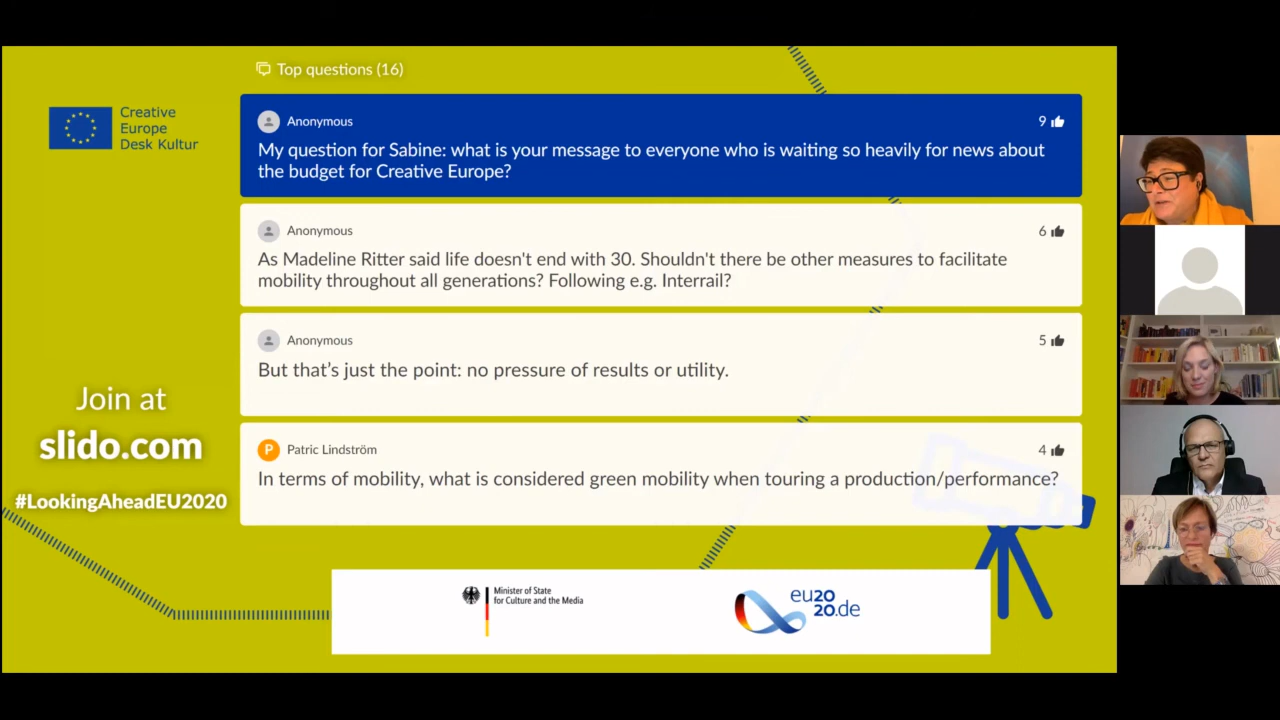 Top questions (16)
Creative
Europe
Desk Kultur
Anonymous
9
My question for Sabine: what is your message to everyone who is waiting so heavily for news about
the budget for Creative Europe?
Anonymous
6
As Madeline Ritter said life doesn't end with 30. Shouldn't there be other measures to facilitate
mobility throughout all generations? Following e.g. Interrail?
Anonymous
5
But that's just the point: no pressure of results or utility.
P
Patric Lindström
4
In terms of mobility, what is considered green mobility when touring a production/performance?
Join at
slido.com
#LookingAheadEU2020
Minister of State
for Culture and the Media
eu20
20.de